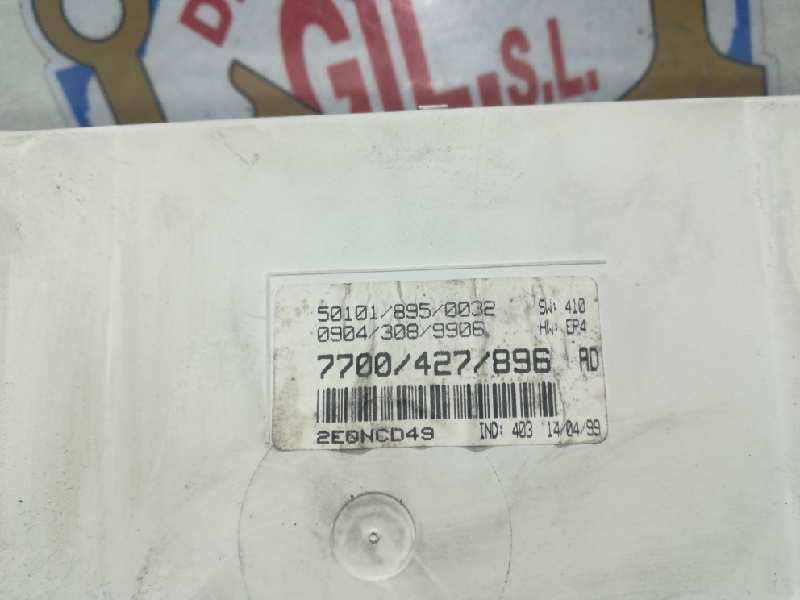 GIL.S.L.
50101/895/0032 SW: 410
0904/308/9906 HW: EP4
7700/427/896 AD
2E0NCD49 IND: 403 14/04/99